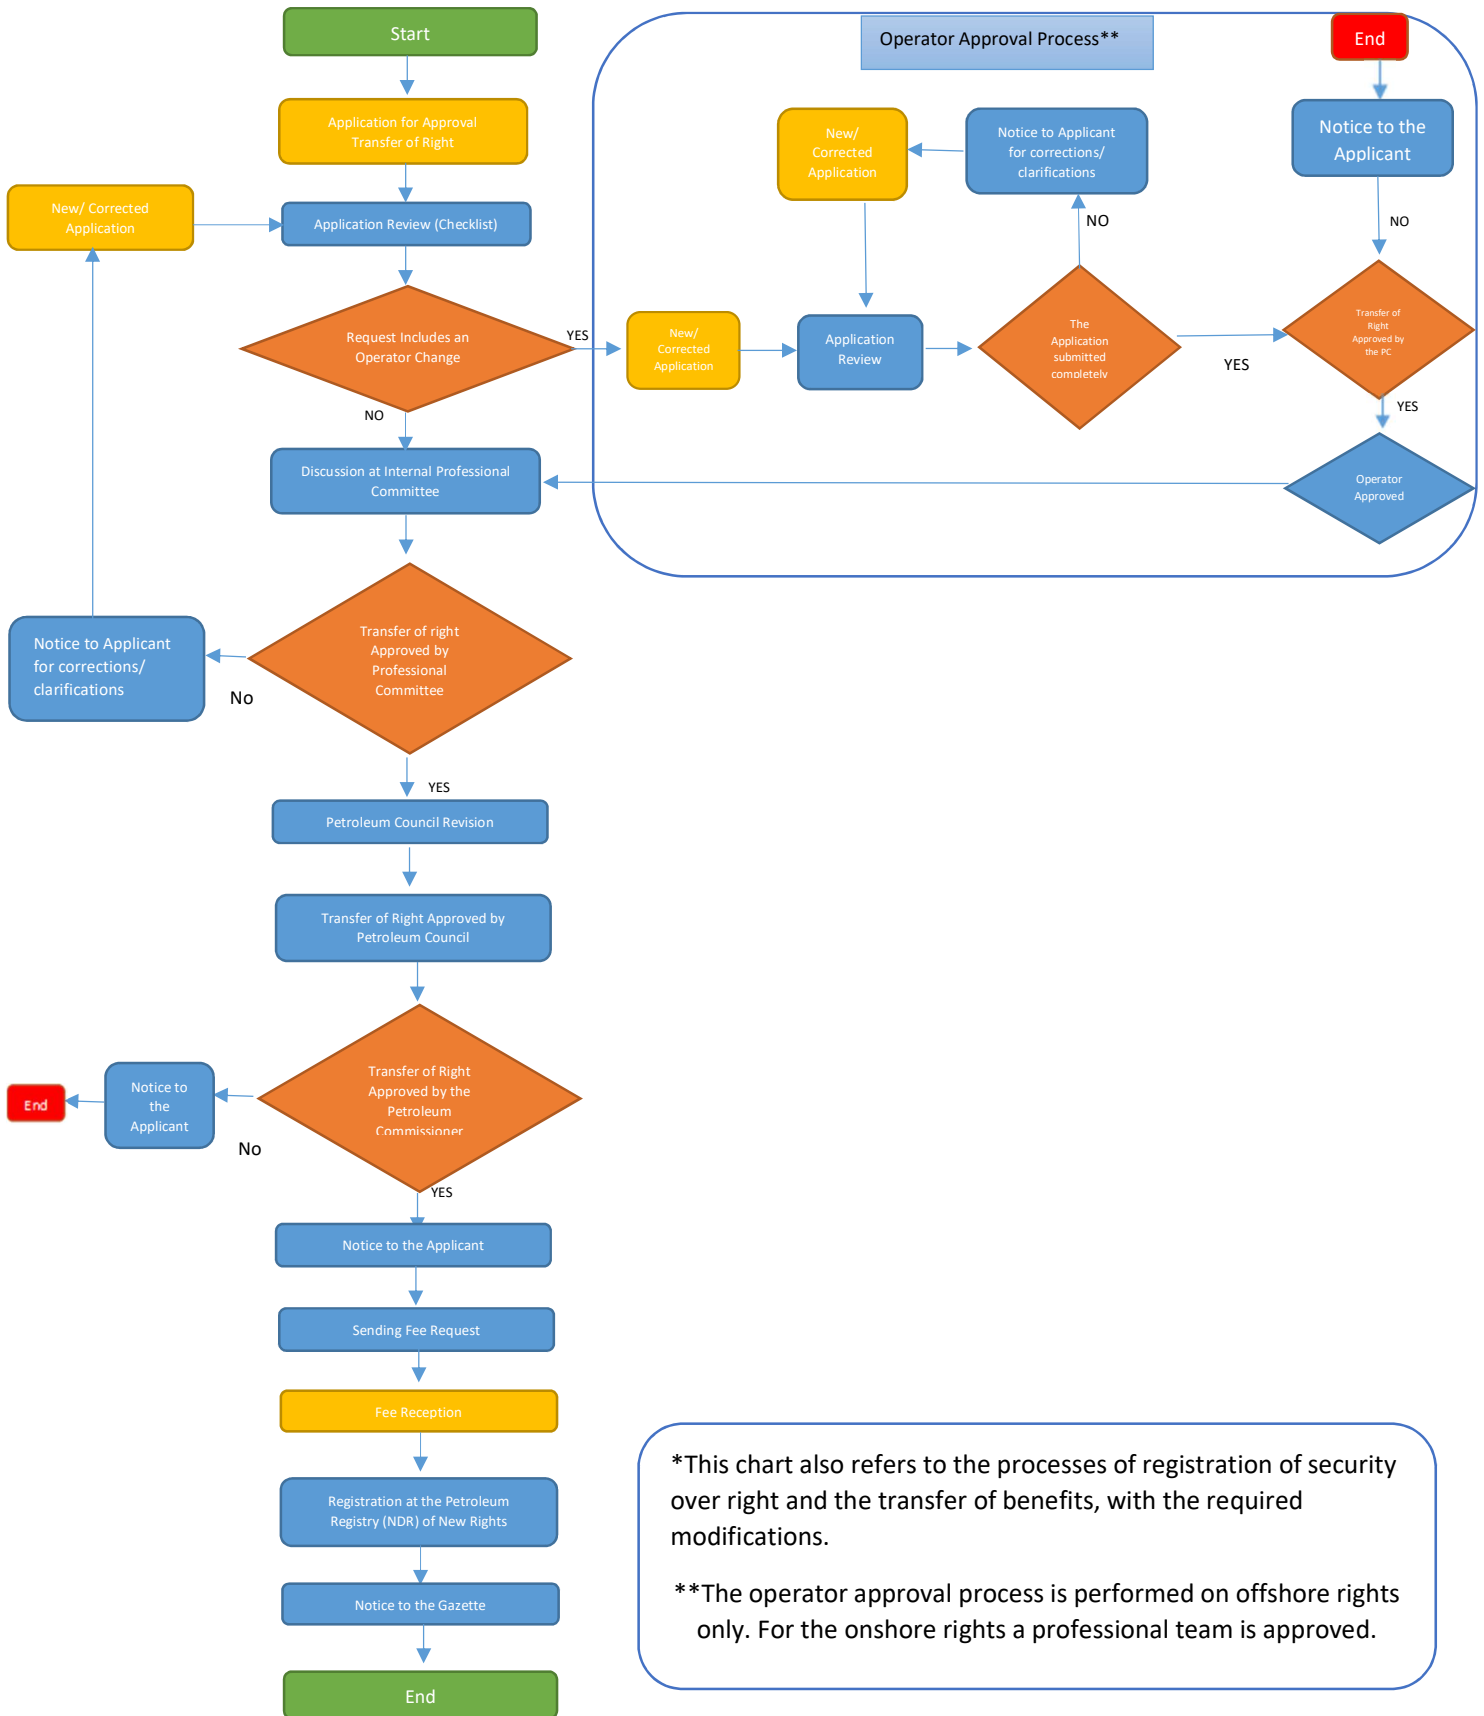 Start
Application for Approval
Transfer of Right
New/ Corrected
Application
Application Review (Checklist)
Request Includes an
Operator Change
YES
NO
Discussion at Internal Professional
Committee
Transfer of right
Approved by
Professional
Committee
No
Notice to Applicant
for corrections/
clarifications
YES
Petroleum Council Revision
Transfer of Right Approved by
Petroleum Council
Transfer of Right
Approved by the
Petroleum
Commissioner
No
Notice to
the
Applicant
End
YES
Notice to the Applicant
Sending Fee Request
Fee Reception
Registration at the Petroleum
Registry (NDR) of New Rights
Notice to the Gazette
End
Operator Approval Process**
End
Notice to the
Applicant
NO
New/
Corrected
Application
Notice to Applicant
for corrections/
clarifications
NO
New/
Corrected
Application
Application
Review
The
Application
submitted
completely
YES
Transfer of
Right
Approved by
the PC
YES
Operator
Approved
*This chart also refers to the processes of registration of security
over right and the transfer of benefits, with the required
modifications.
**The operator approval process is performed on offshore rights
only. For the onshore rights a professional team is approved.